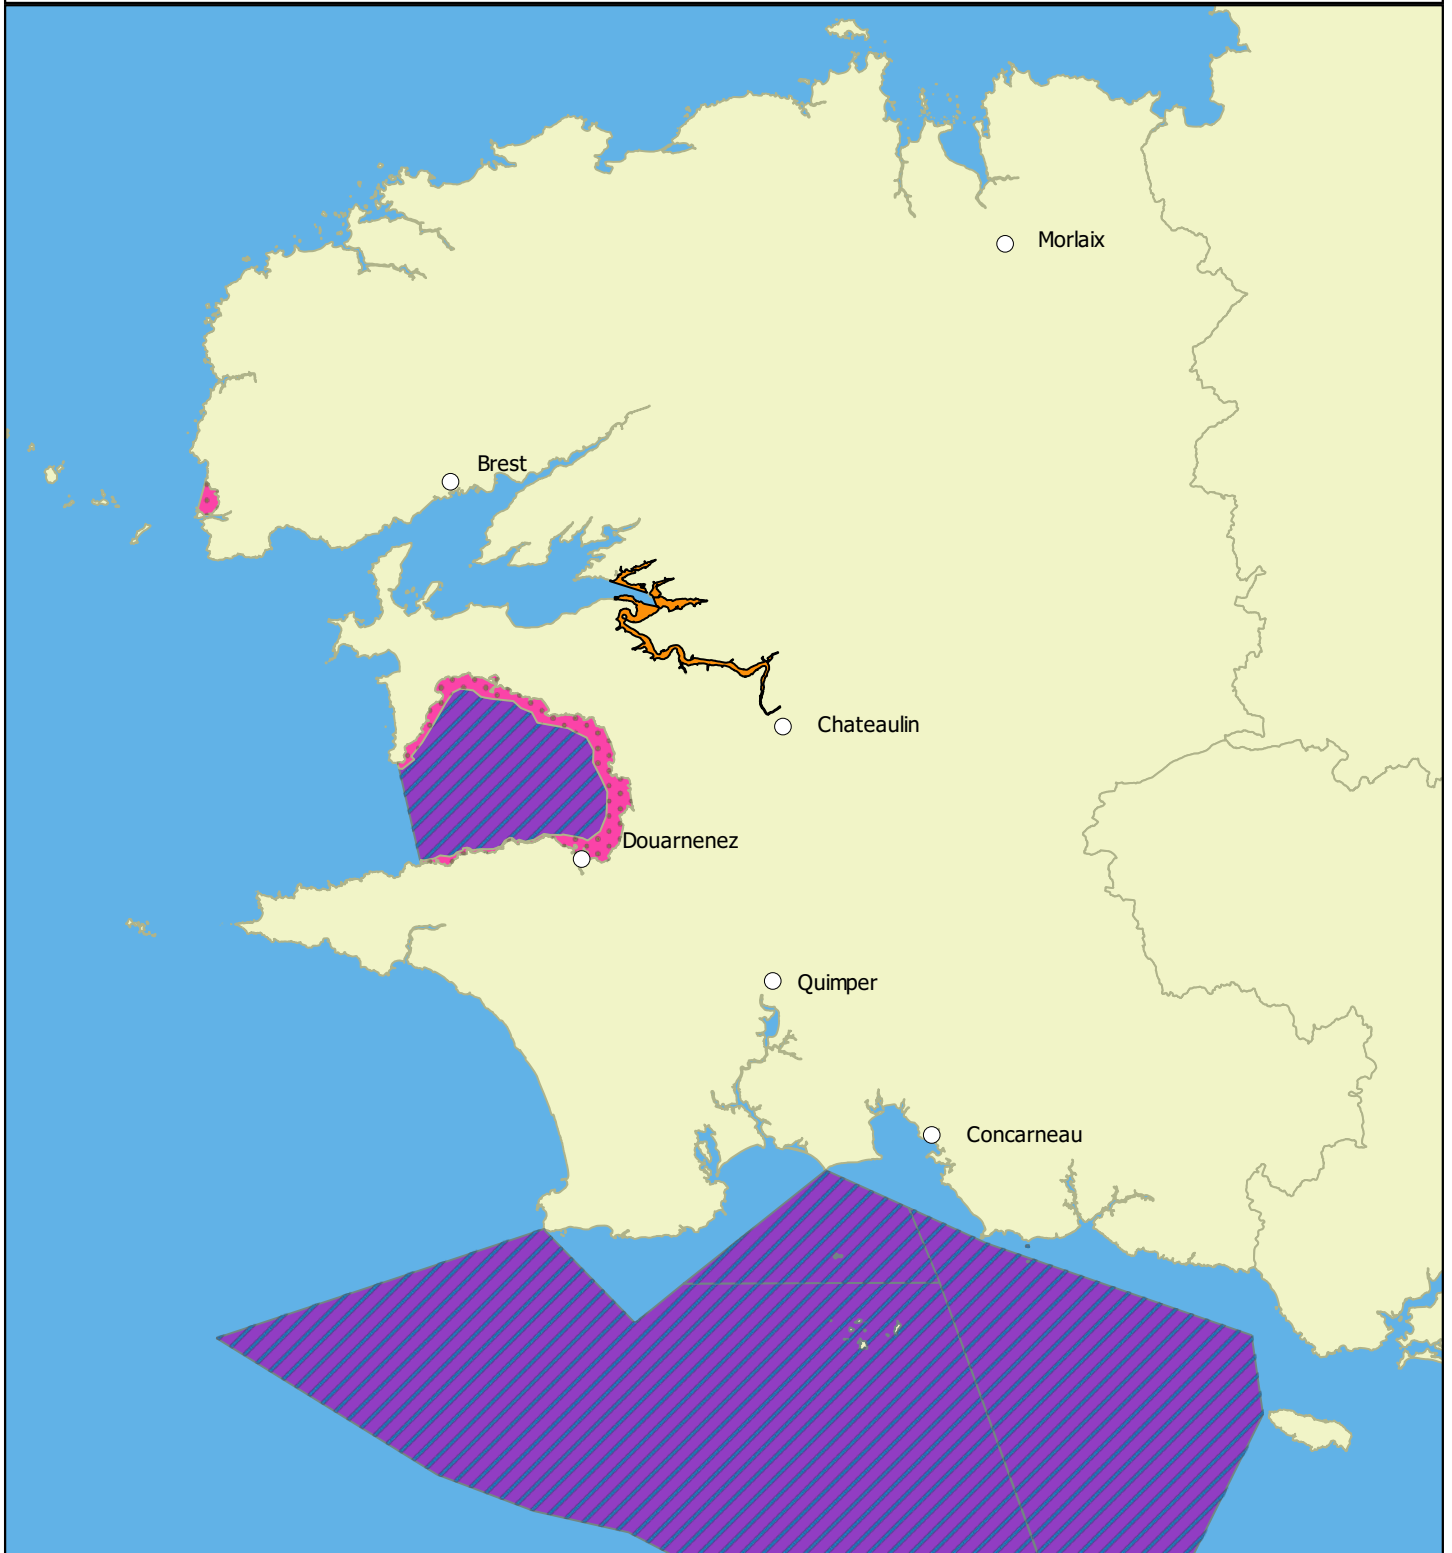 Morlaix
Brest
Chateaulin
Douarnenez
Quimper
Concarneau